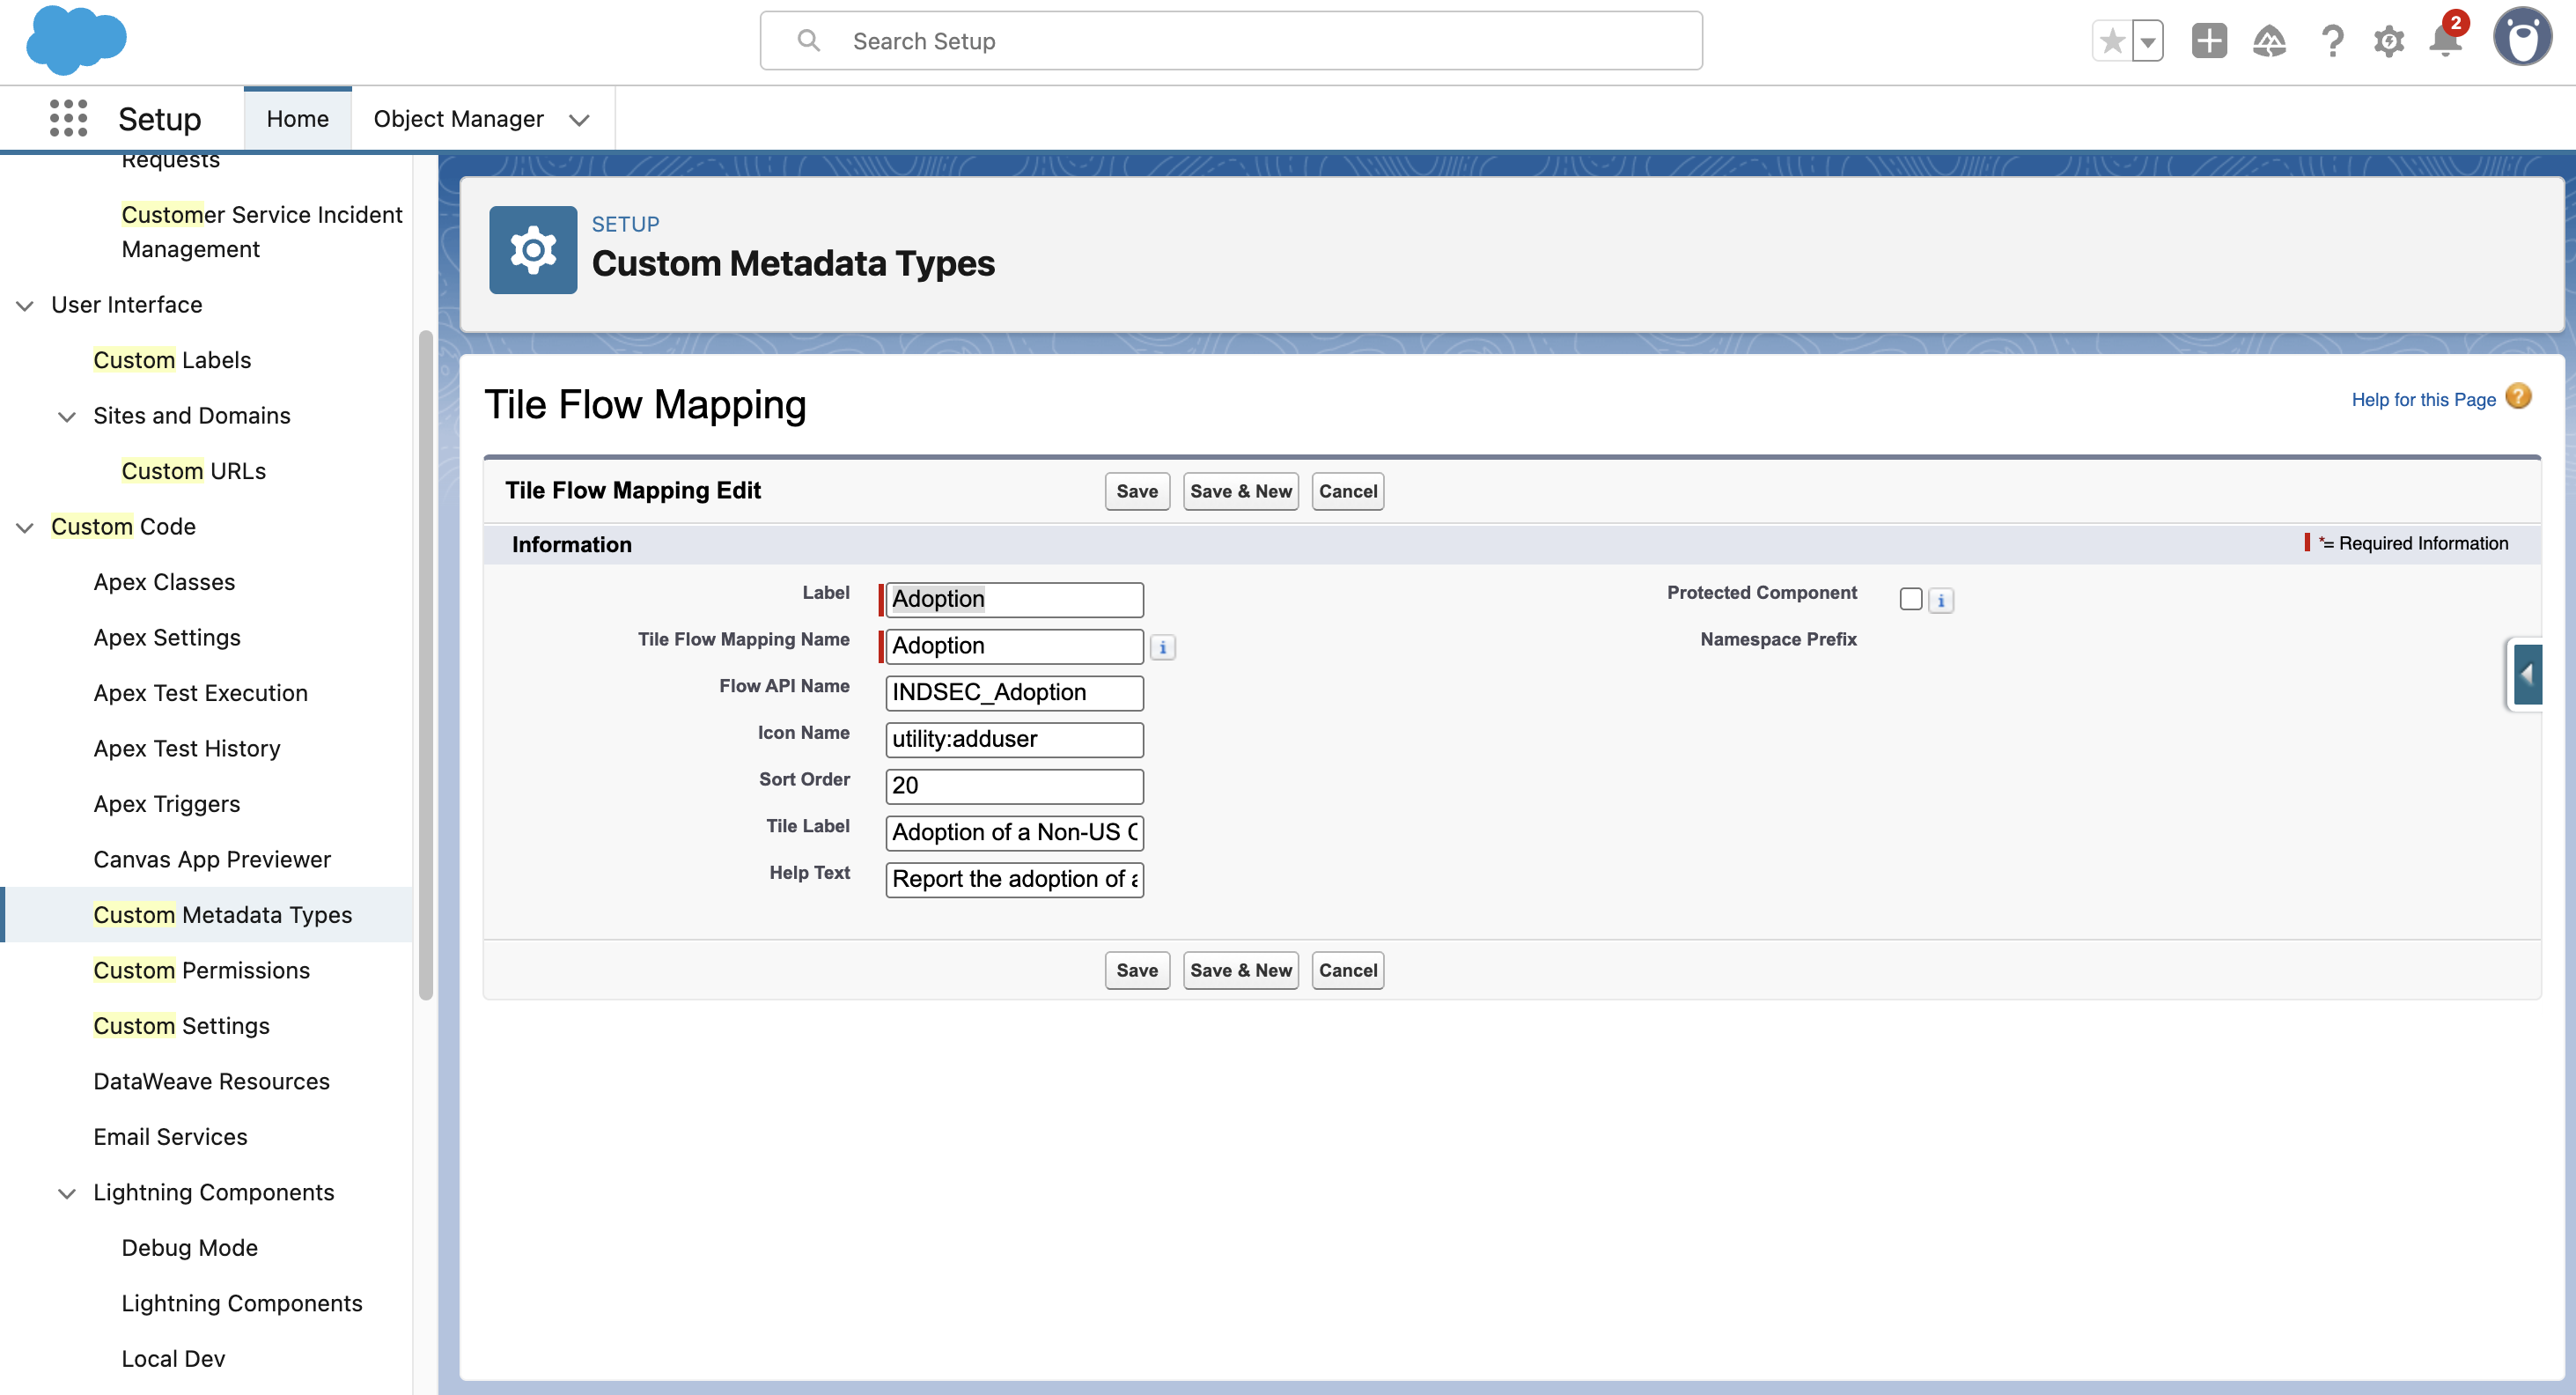 Search Setup
2
Setup
Home
Object Manager
Requests
Customer Service Incident
Management
User Interface
Custom Labels
Sites and Domains
Custom URLs
Custom Code
Apex Classes
Apex Settings
Apex Test Execution
Apex Test History
Apex Triggers
Canvas App Previewer
Custom Metadata Types
Custom Permissions
Custom Settings
DataWeave Resources
Email Services
Lightning Components
Debug Mode
Lightning Components
Local Dev
SETUP
Custom Metadata Types
Tile Flow Mapping
Help for this Page ?
Tile Flow Mapping Edit
Save
Save & New
Cancel
Information
*= Required Information
Label
Adoption
Protected Component
i
Tile Flow Mapping Name
Adoption
i
Namespace Prefix
Flow API Name
INDSEC_Adoption
Icon Name
utility:adduser
Sort Order
20
Tile Label
Adoption of a Non-US
Help Text
Report the adoption of
Save
Save & New
Cancel